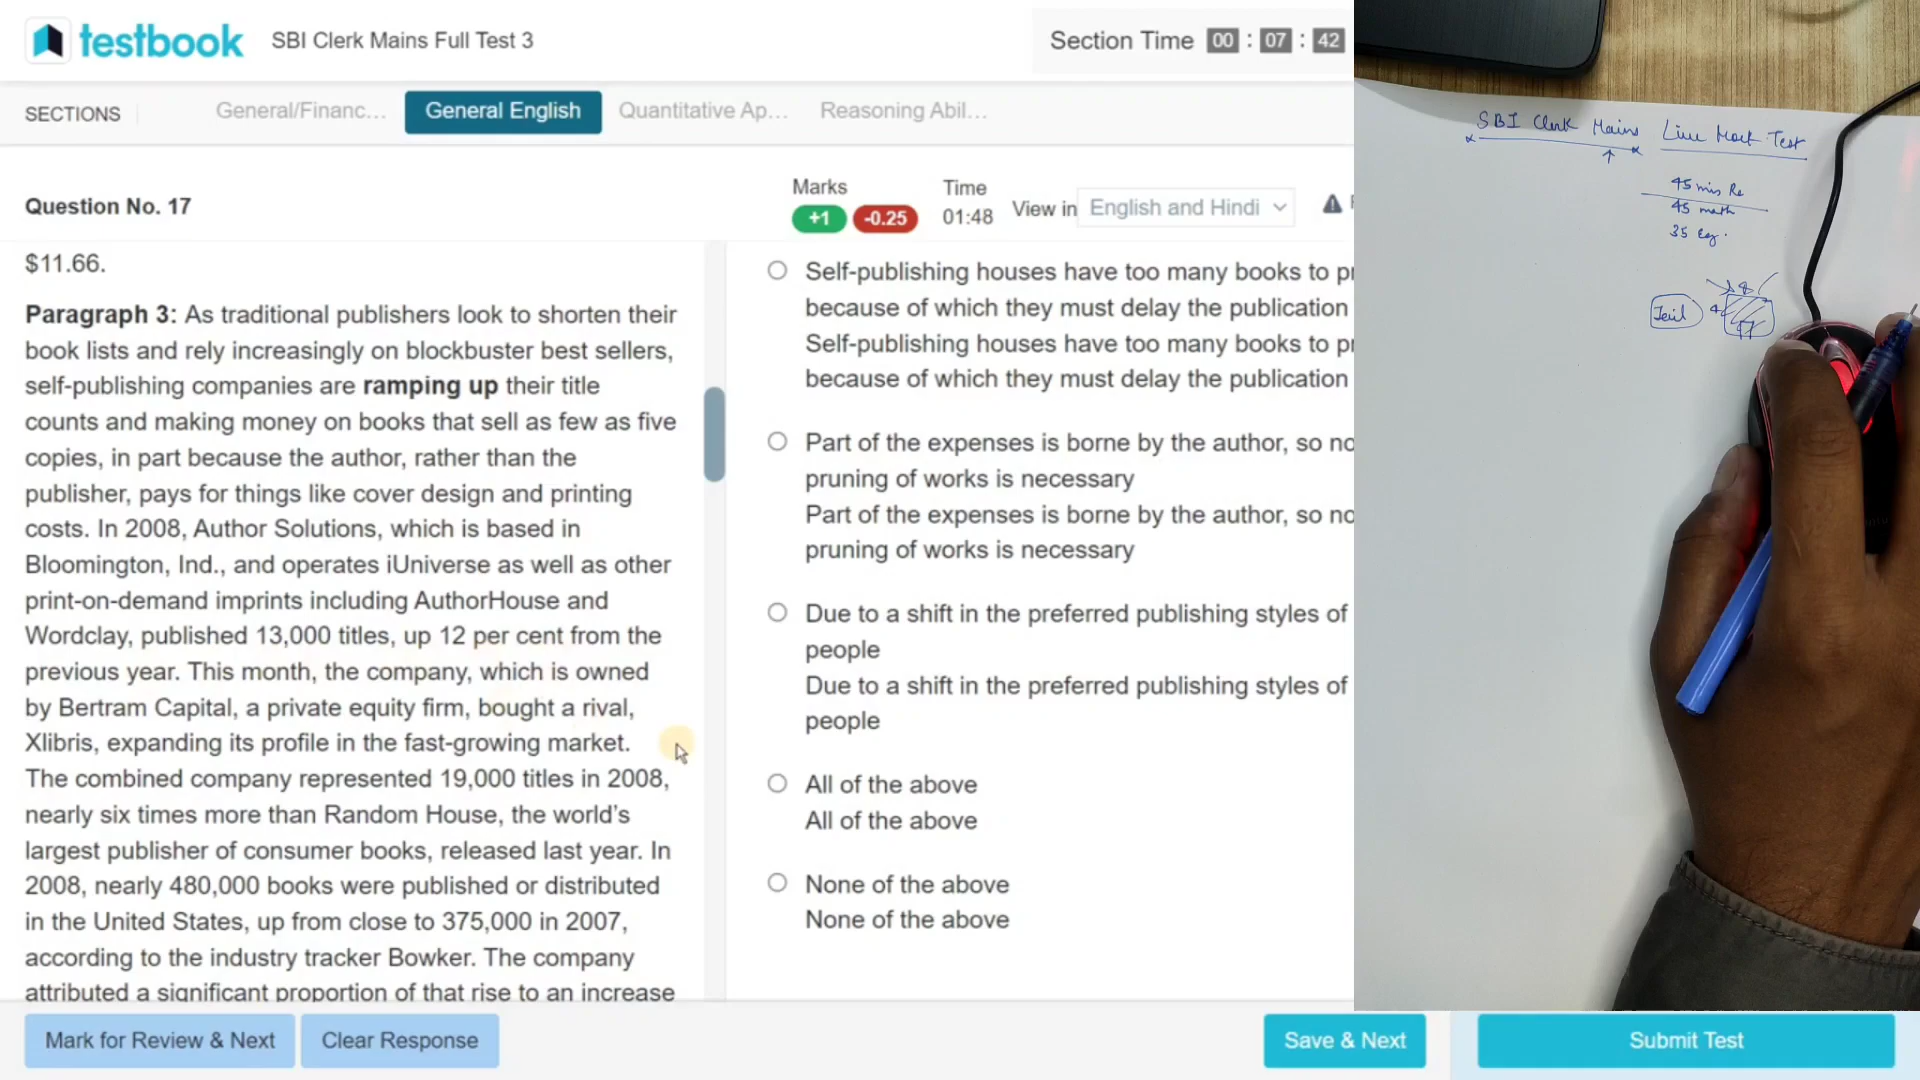 testbook
SBI Clerk Mains Full Test 3
Section Time 00 : 07 : 42
SECTIONS
General/Financ...
General English
Quantitative Ap...
Reasoning Abil...
Question No. 17
Marks
+1 -0.25
Time
01:48
View in English and Hindi
$11.66.
Paragraph 3: As traditional publishers look to shorten their
book lists and rely increasingly on blockbuster best sellers,
self-publishing companies are ramping up their title
counts and making money on books that sell as few as five
copies, in part because the author, rather than the
publisher, pays for things like cover design and printing
costs. In 2008, Author Solutions, which is based in
Bloomington, Ind., and operates iUniverse as well as other
print-on-demand imprints including AuthorHouse and
Wordclay, published 13,000 titles, up 12 per cent from the
previous year. This month, the company, which is owned
by Bertram Capital, a private equity firm, bought a rival,
Xlibris, expanding its profile in the fast-growing market.
The combined company represented 19,000 titles in 2008,
nearly six times more than Random House, the world's
largest publisher of consumer books, released last year. In
2008, nearly 480,000 books were published or distributed
in the United States, up from close to 375,000 in 2007,
according to the industry tracker Bowker. The company
attributed a significant proportion of that rise to an increase
Self-publishing houses have too many books to pr
because of which they must delay the publication
Self-publishing houses have too many books to pr
because of which they must delay the publication
Part of the expenses is borne by the author, so no
pruning of works is necessary
Part of the expenses is borne by the author, so no
pruning of works is necessary
Due to a shift in the preferred publishing styles of
people
Due to a shift in the preferred publishing styles of
people
All of the above
All of the above
None of the above
None of the above
Mark for Review & Next
Clear Response
Save & Next
Submit Test
SBI Clerk Mains Live Mock Test
45 min Re
45 math
35 Eng.